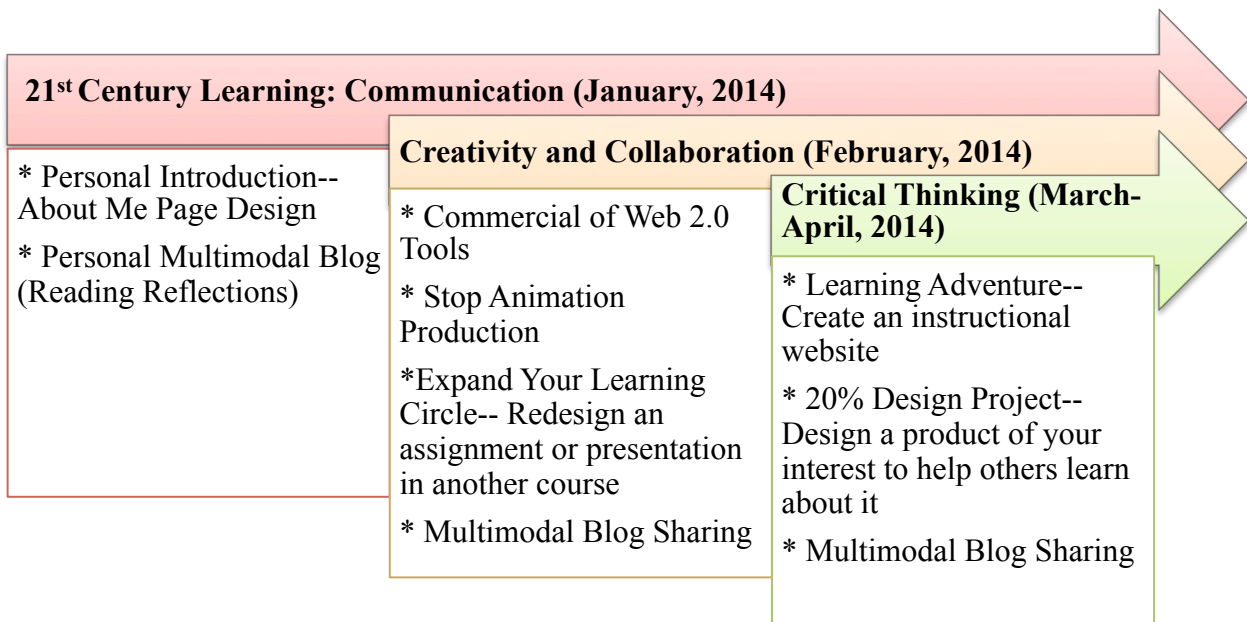 21st Century Learning: Communication (January, 2014)
* Personal Introduction--
About Me Page Design
* Personal Multimodal Blog
(Reading Reflections)
Creativity and Collaboration (February, 2014)
* Commercial of Web 2.0
Tools
* Stop Animation
Production
*Expand Your Learning
Circle-- Redesign an
assignment or presentation
in another course
* Multimodal Blog Sharing
Critical Thinking (March-
April, 2014)
* Learning Adventure--
Create an instructional
website
* 20% Design Project--
Design a product of your
interest to help others learn
about it
* Multimodal Blog Sharing